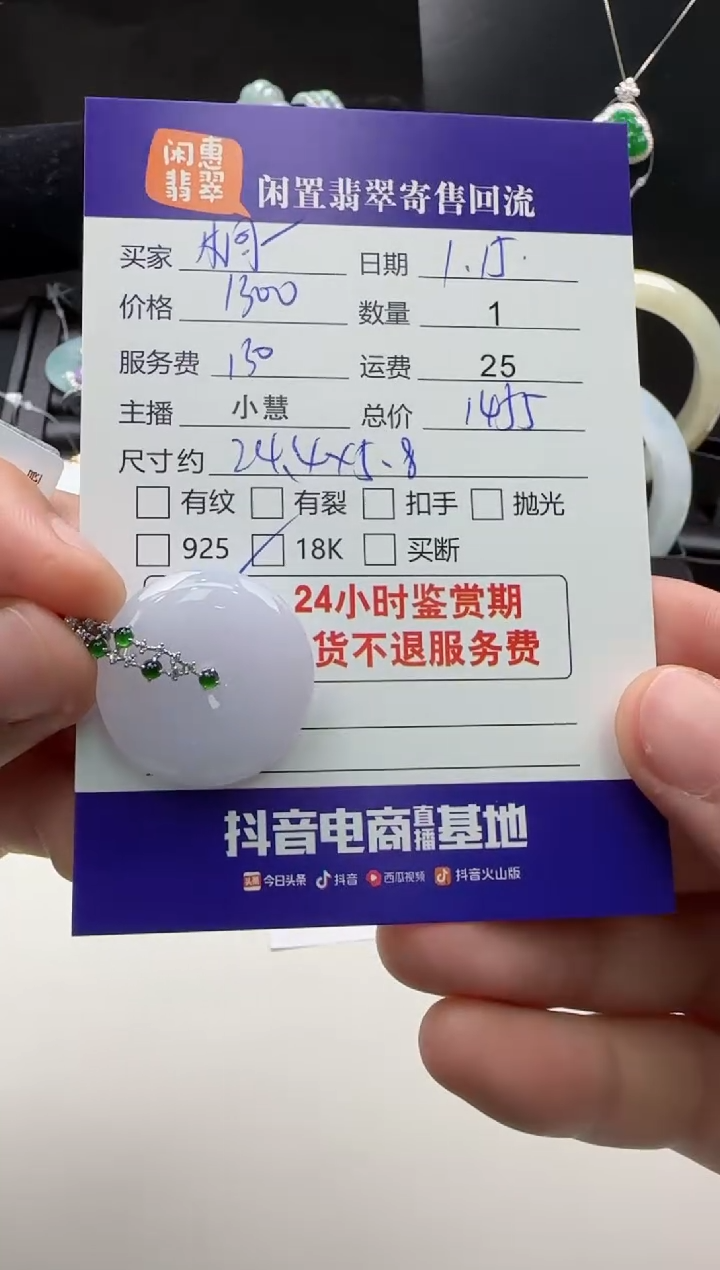 闲惠
翡翠
闲置翡翠寄售回流
买家 日期 1.15.
价格 1300 数量 1
服务费 130 运费 25
主播 小慧 总价 1455
尺寸约 24.4x5.8
有纹 有裂 扣手 抛光
925 18K 买断
24小时鉴赏期
货不退服务费
抖音电商直播基地
头条 今日头条 抖音 西瓜视频 抖音火山版